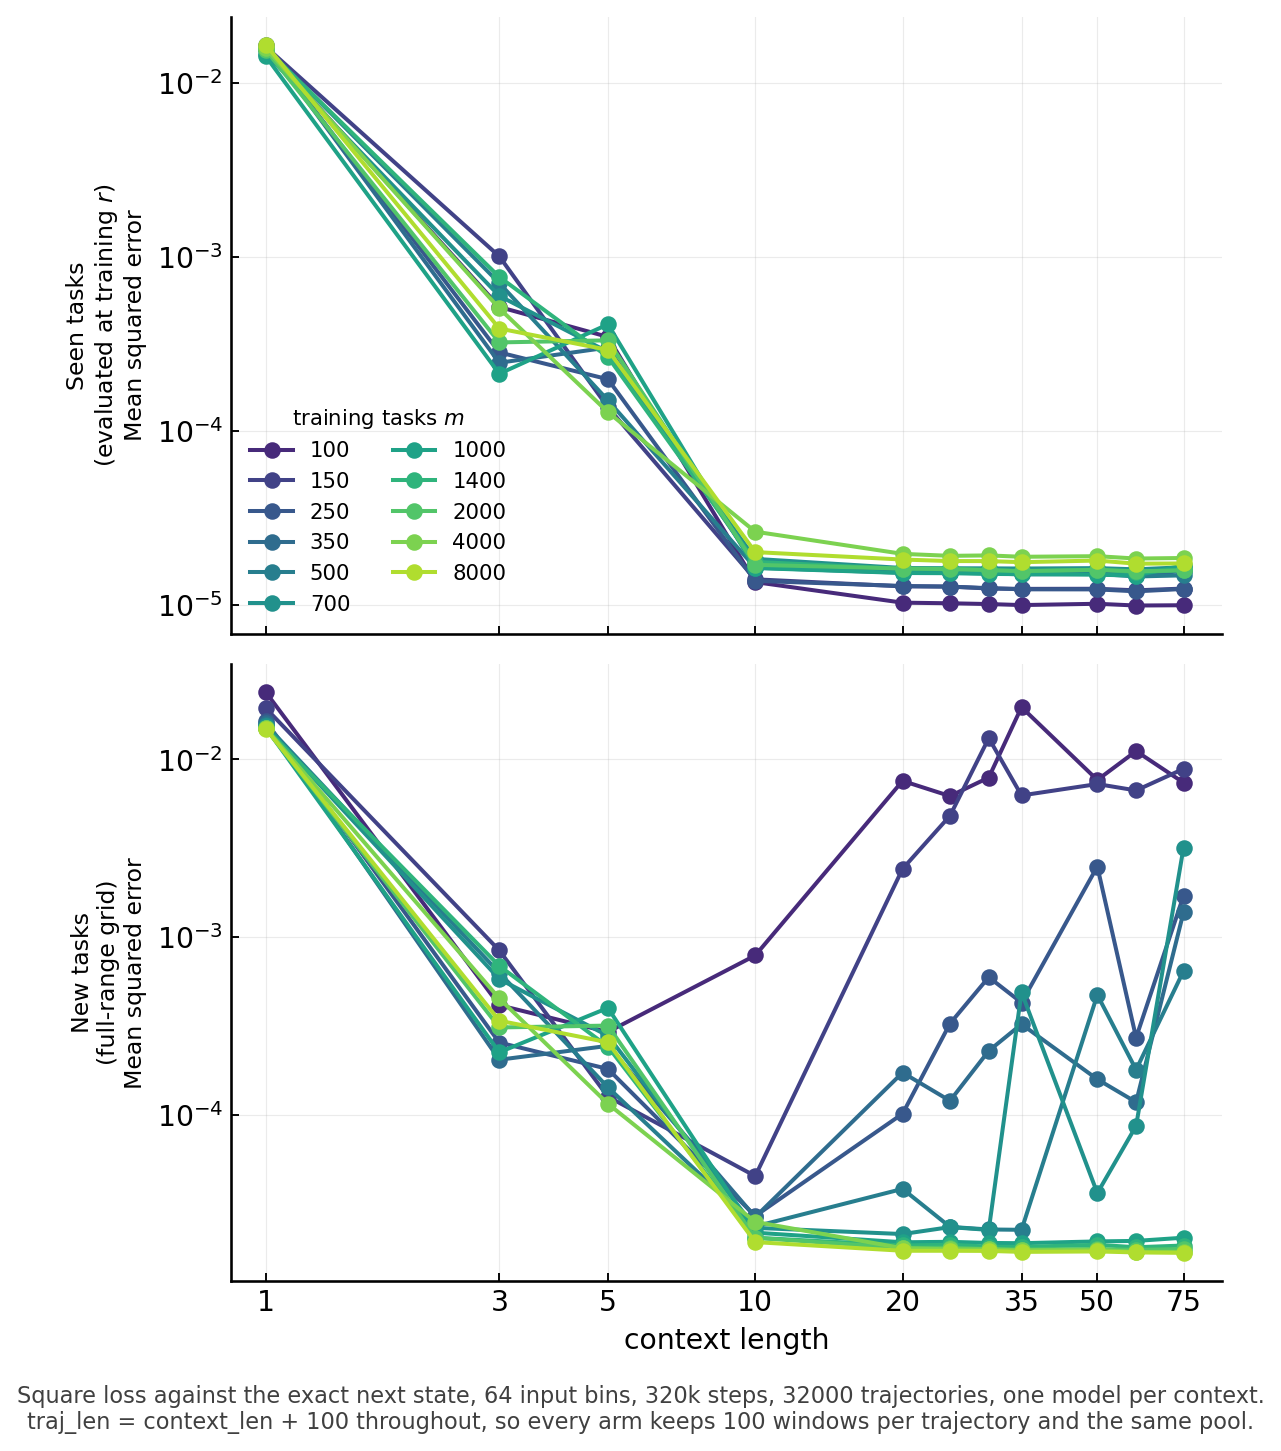 10⁻²
10⁻³
10⁻⁴
10⁻⁵
Seen tasks
(evaluated at training r)
Mean squared error
training tasks m
100
150
250
350
500
700
1000
1400
2000
4000
8000
10⁻²
10⁻³
10⁻⁴
New tasks
(full-range grid)
Mean squared error
1 3 5 10 20 35 50 75
context length
Square loss against the exact next state, 64 input bins, 320k steps, 32000 trajectories, one model per context.
traj_len = context_len + 100 throughout, so every arm keeps 100 windows per trajectory and the same pool.